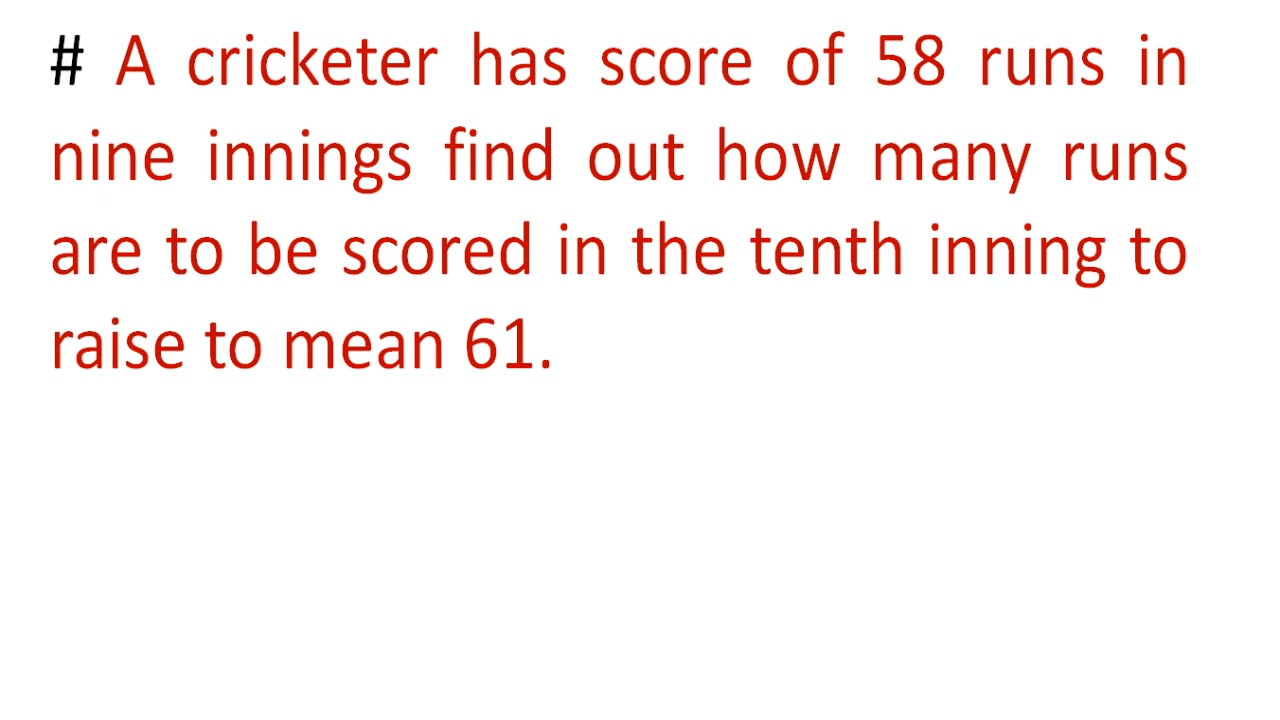 # A cricketer has score of 58 runs in
nine innings find out how many runs
are to be scored in the tenth inning to
raise to mean 61.